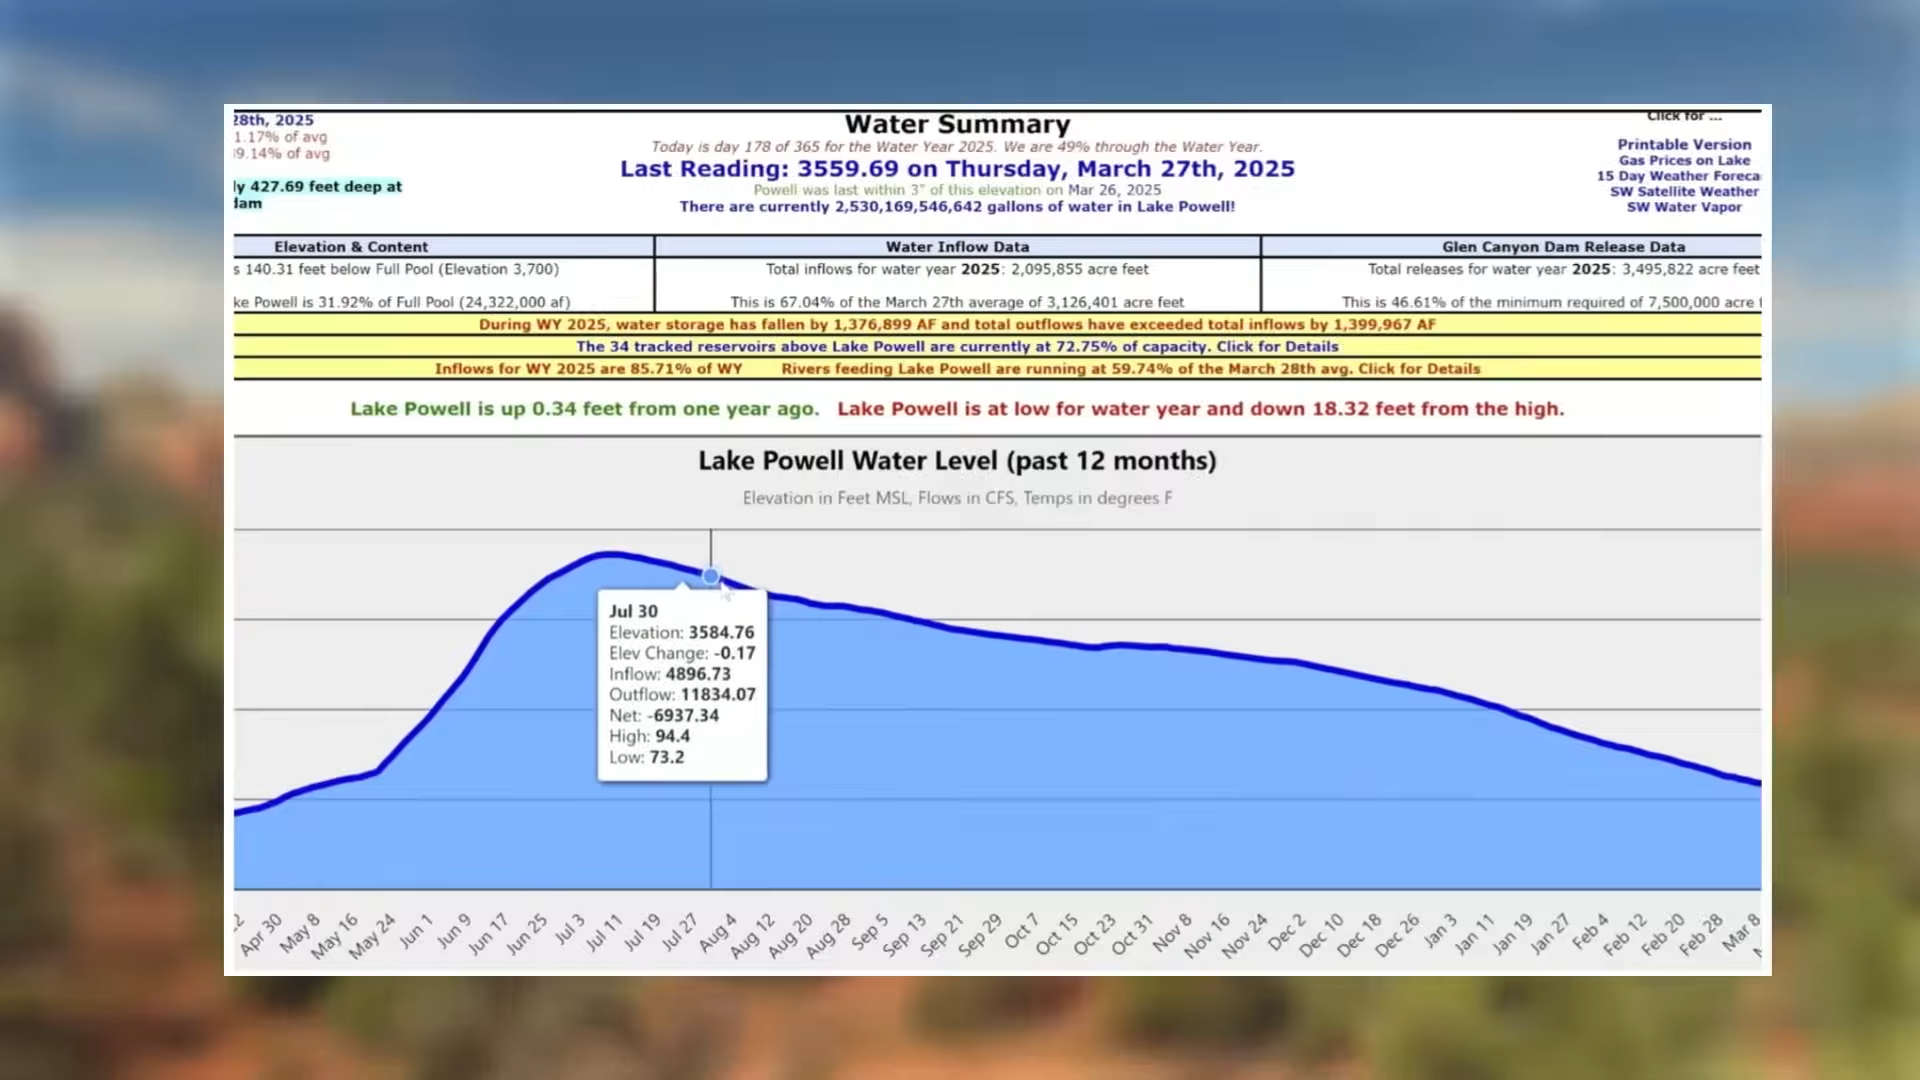 28th, 2025
1.17% of avg
9.14% of avg
ly 427.69 feet deep at
dam
Water Summary
Today is day 178 of 365 for the Water Year 2025. We are 49% through the Water Year.
Last Reading: 3559.69 on Thursday, March 27th, 2025
Powell was last within 3" of this elevation on Mar 26, 2025
There are currently 2,530,169,546,642 gallons of water in Lake Powell!
Click for ...
Printable Version
Gas Prices on Lake
15 Day Weather Foreca
SW Satellite Weather
SW Water Vapor
Elevation & Content
s 140.31 feet below Full Pool (Elevation 3,700)
ke Powell is 31.92% of Full Pool (24,322,000 af)
Water Inflow Data
Total inflows for water year 2025: 2,095,855 acre feet
This is 67.04% of the March 27th average of 3,126,401 acre feet
Glen Canyon Dam Release Data
Total releases for water year 2025: 3,495,822 acre feet
This is 46.61% of the minimum required of 7,500,000 acre
During WY 2025, water storage has fallen by 1,376,899 AF and total outflows have exceeded total inflows by 1,399,967 AF
The 34 tracked reservoirs above Lake Powell are currently at 72.75% of capacity. Click for Details
Inflows for WY 2025 are 85.71% of WY Rivers feeding Lake Powell are running at 59.74% of the March 28th avg. Click for Details
Lake Powell is up 0.34 feet from one year ago. Lake Powell is at low for water year and down 18.32 feet from the high.
Lake Powell Water Level (past 12 months)
Elevation in Feet MSL, Flows in CFS, Temps in degrees F
Jul 30
Elevation: 3584.76
Elev Change: -0.17
Inflow: 4896.73
Outflow: 11834.07
Net: -6937.34
High: 94.4
Low: 73.2
Apr 30
May 8
May 16
May 24
Jun 1
Jun 9
Jun 17
Jun 25
Jul 3
Jul 11
Jul 19
Jul 27
Aug 4
Aug 12
Aug 20
Aug 28
Sep 5
Sep 13
Sep 21
Sep 29
Oct 7
Oct 15
Oct 23
Oct 31
Nov 8
Nov 16
Nov 24
Dec 2
Dec 10
Dec 18
Dec 26
Jan 3
Jan 11
Jan 19
Jan 27
Feb 4
Feb 12
Feb 20
Feb 28
Mar 8